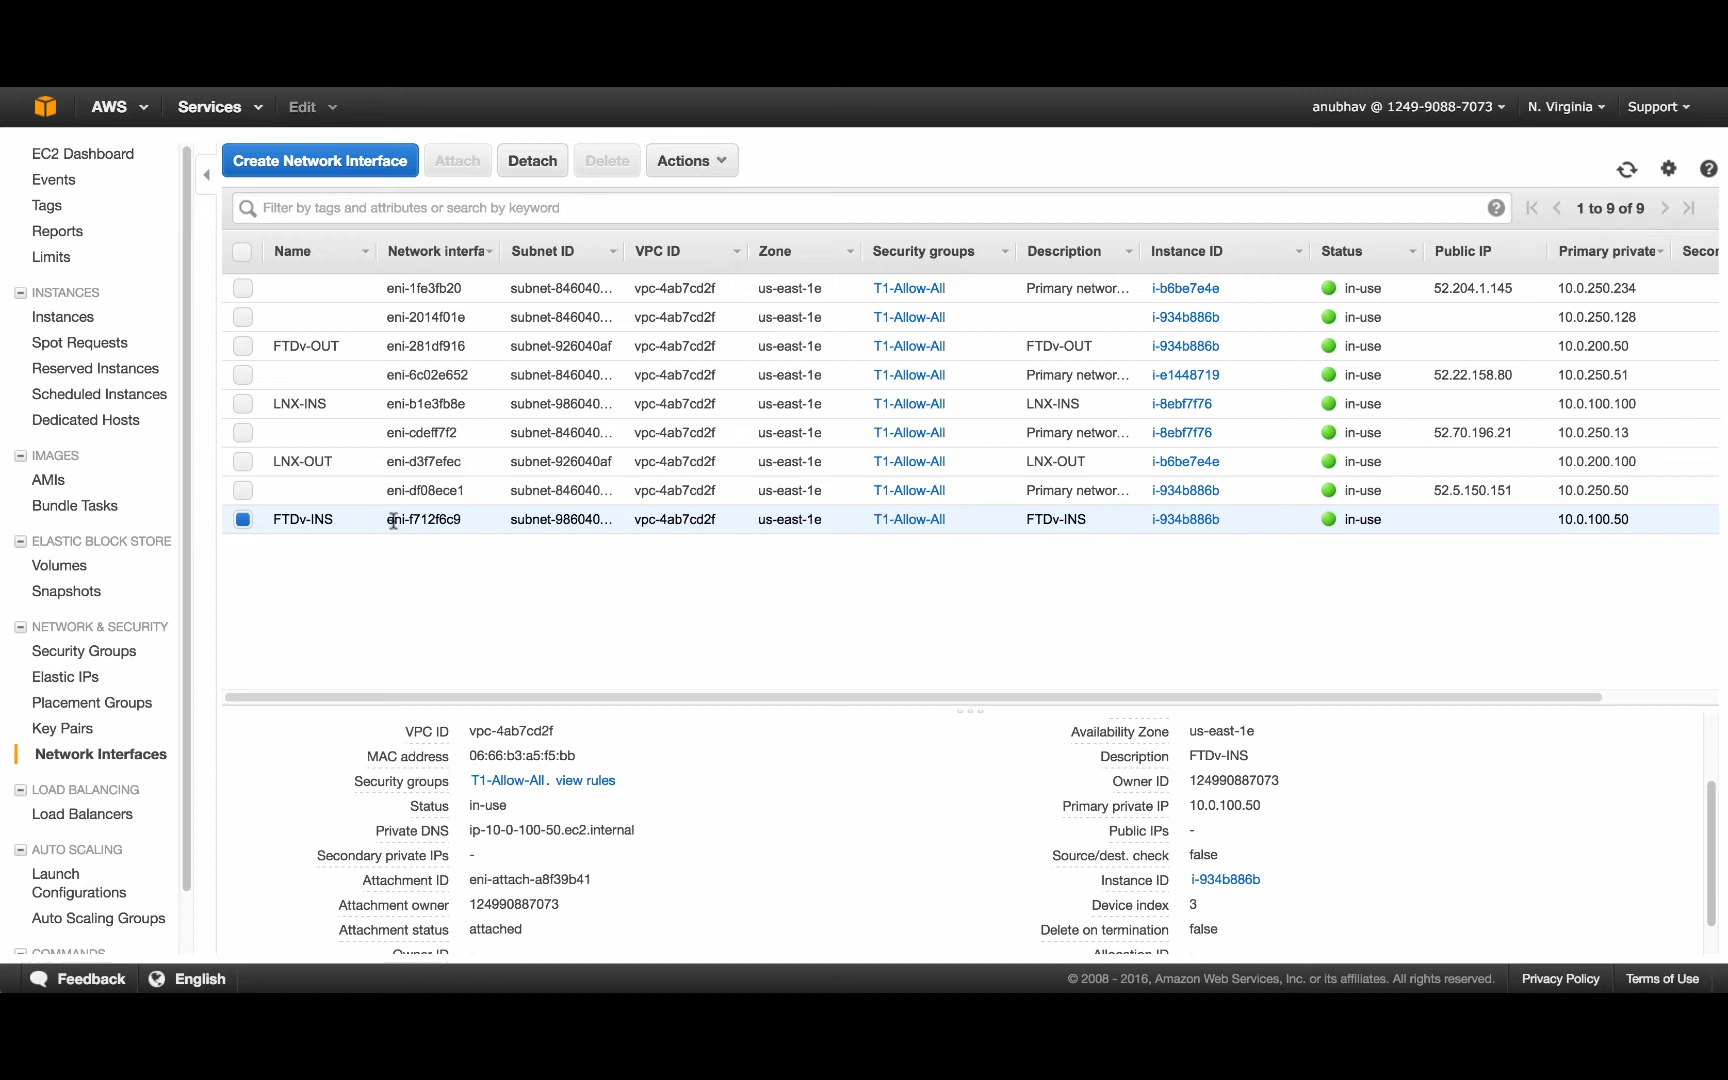 AWS Services Edit anubhav @ 1249-9088-7073 N. Virginia Support
EC2 Dashboard
Events
Tags
Reports
Limits
INSTANCES
Instances
Spot Requests
Reserved Instances
Scheduled Instances
Dedicated Hosts
IMAGES
AMIs
Bundle Tasks
ELASTIC BLOCK STORE
Volumes
Snapshots
NETWORK & SECURITY
Security Groups
Elastic IPs
Placement Groups
Key Pairs
Network Interfaces
LOAD BALANCING
Load Balancers
AUTO SCALING
Launch
Configurations
Auto Scaling Groups
COMMANDS
Create Network Interface Attach Detach Delete Actions
Filter by tags and attributes or search by keyword 1 to 9 of 9
Name Network interfa Subnet ID VPC ID Zone Security groups Description Instance ID Status Public IP Primary private Secon
eni-1fe3fb20 subnet-846040... vpc-4ab7cd2f us-east-1e T1-Allow-All Primary networ... i-b6be7e4e in-use 52.204.1.145 10.0.250.234
eni-2014f01e subnet-846040... vpc-4ab7cd2f us-east-1e T1-Allow-All i-934b886b in-use 10.0.250.128
FTDv-OUT eni-281df916 subnet-926040af vpc-4ab7cd2f us-east-1e T1-Allow-All FTDv-OUT i-934b886b in-use 10.0.200.50
eni-6c02e652 subnet-846040... vpc-4ab7cd2f us-east-1e T1-Allow-All Primary networ... i-e1448719 in-use 52.22.158.80 10.0.250.51
LNX-INS eni-b1e3fb8e subnet-986040... vpc-4ab7cd2f us-east-1e T1-Allow-All LNX-INS i-8ebf7f76 in-use 10.0.100.100
eni-cdeff7f2 subnet-846040... vpc-4ab7cd2f us-east-1e T1-Allow-All Primary networ... i-8ebf7f76 in-use 52.70.196.21 10.0.250.13
LNX-OUT eni-d3f7efec subnet-926040af vpc-4ab7cd2f us-east-1e T1-Allow-All LNX-OUT i-b6be7e4e in-use 10.0.200.100
eni-df08ece1 subnet-846040... vpc-4ab7cd2f us-east-1e T1-Allow-All Primary networ... i-934b886b in-use 52.5.150.151 10.0.250.50
FTDv-INS eni-f712f6c9 subnet-986040... vpc-4ab7cd2f us-east-1e T1-Allow-All FTDv-INS i-934b886b in-use 10.0.100.50
VPC ID vpc-4ab7cd2f Availability Zone us-east-1e
MAC address 06:66:b3:a5:f5:bb Description FTDv-INS
Security groups T1-Allow-All. view rules Owner ID 124990887073
Status in-use Primary private IP 10.0.100.50
Private DNS ip-10-0-100-50.ec2.internal Public IPs -
Secondary private IPs - Source/dest. check false
Attachment ID eni-attach-a8f39b41 Instance ID i-934b886b
Attachment owner 124990887073 Device index 3
Attachment status attached Delete on termination false
Owner ID Allocation ID
Feedback English © 2008 - 2016, Amazon Web Services, Inc. or its affiliates. All rights reserved. Privacy Policy Terms of Use